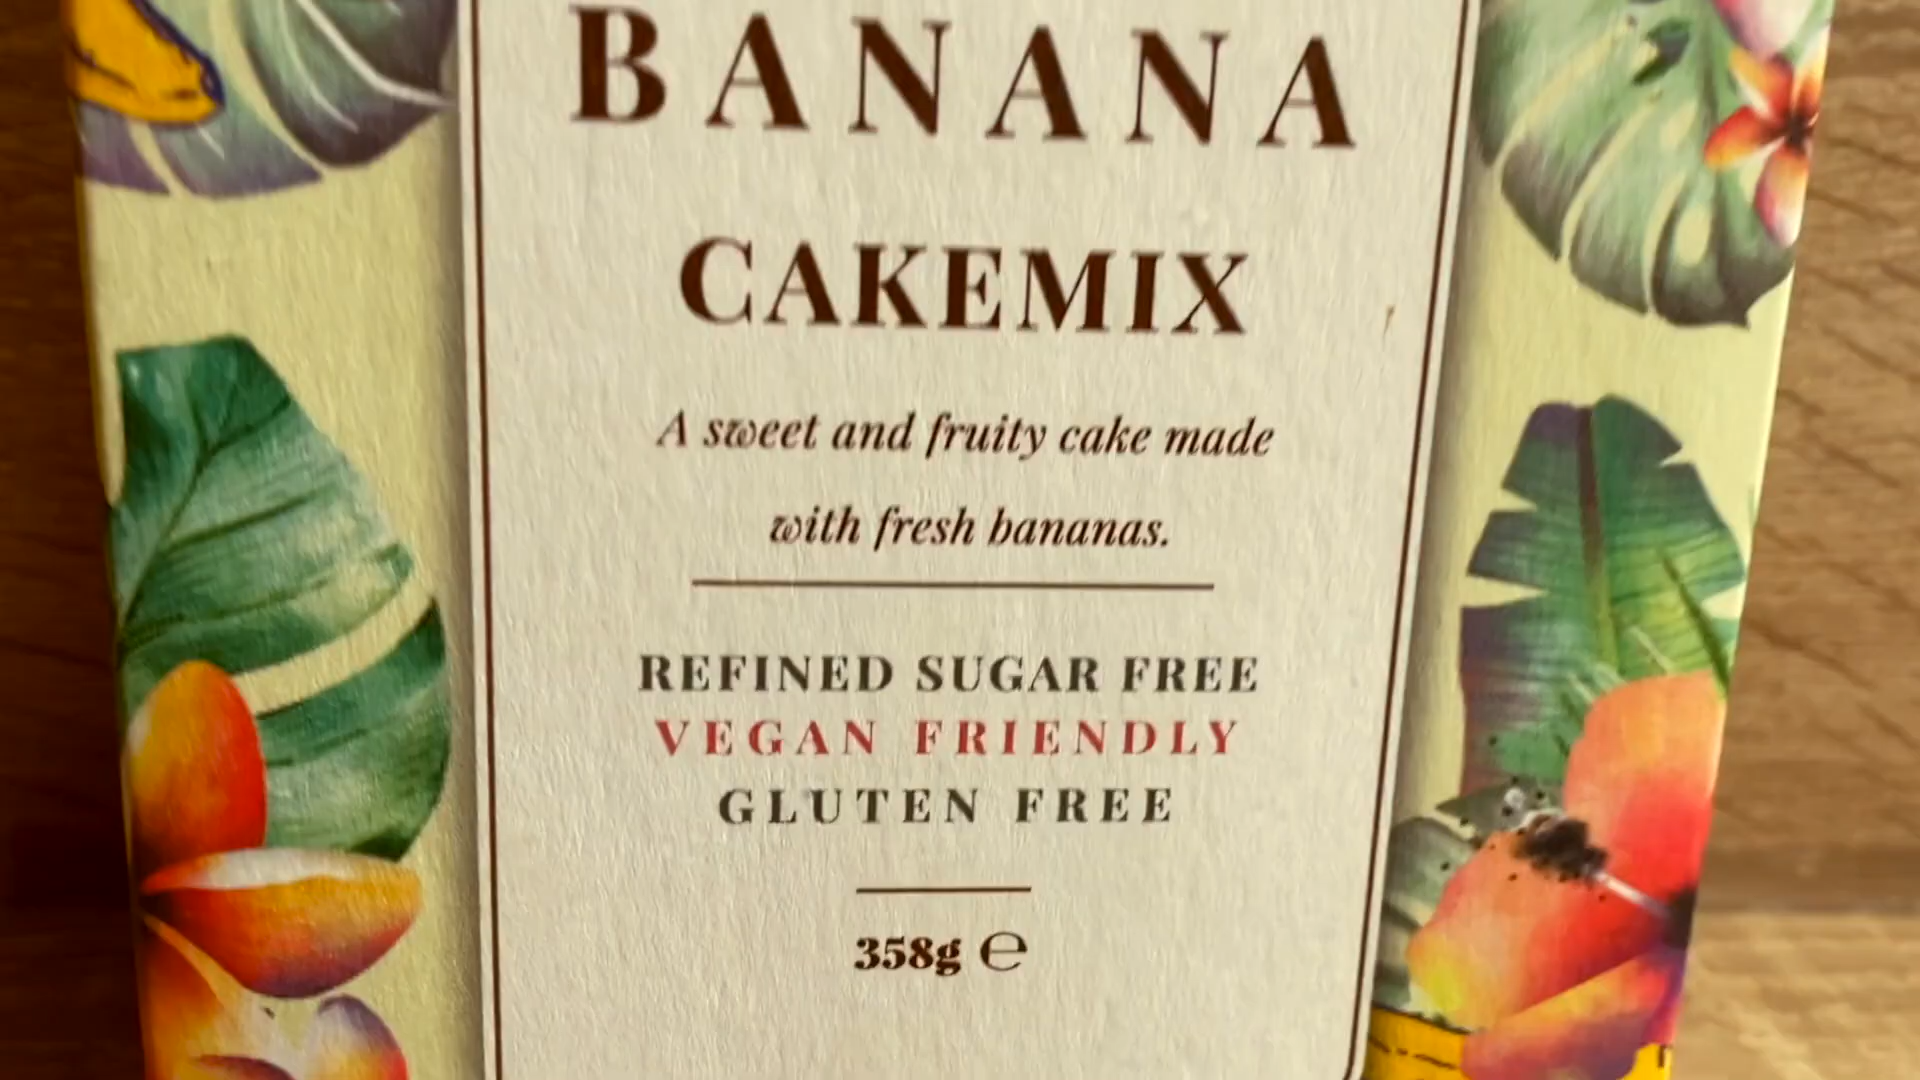 BANANA
CAKEMIX
A sweet and fruity cake made
with fresh bananas.
REFINED SUGAR FREE
VEGAN FRIENDLY
GLUTEN FREE
358g ℮